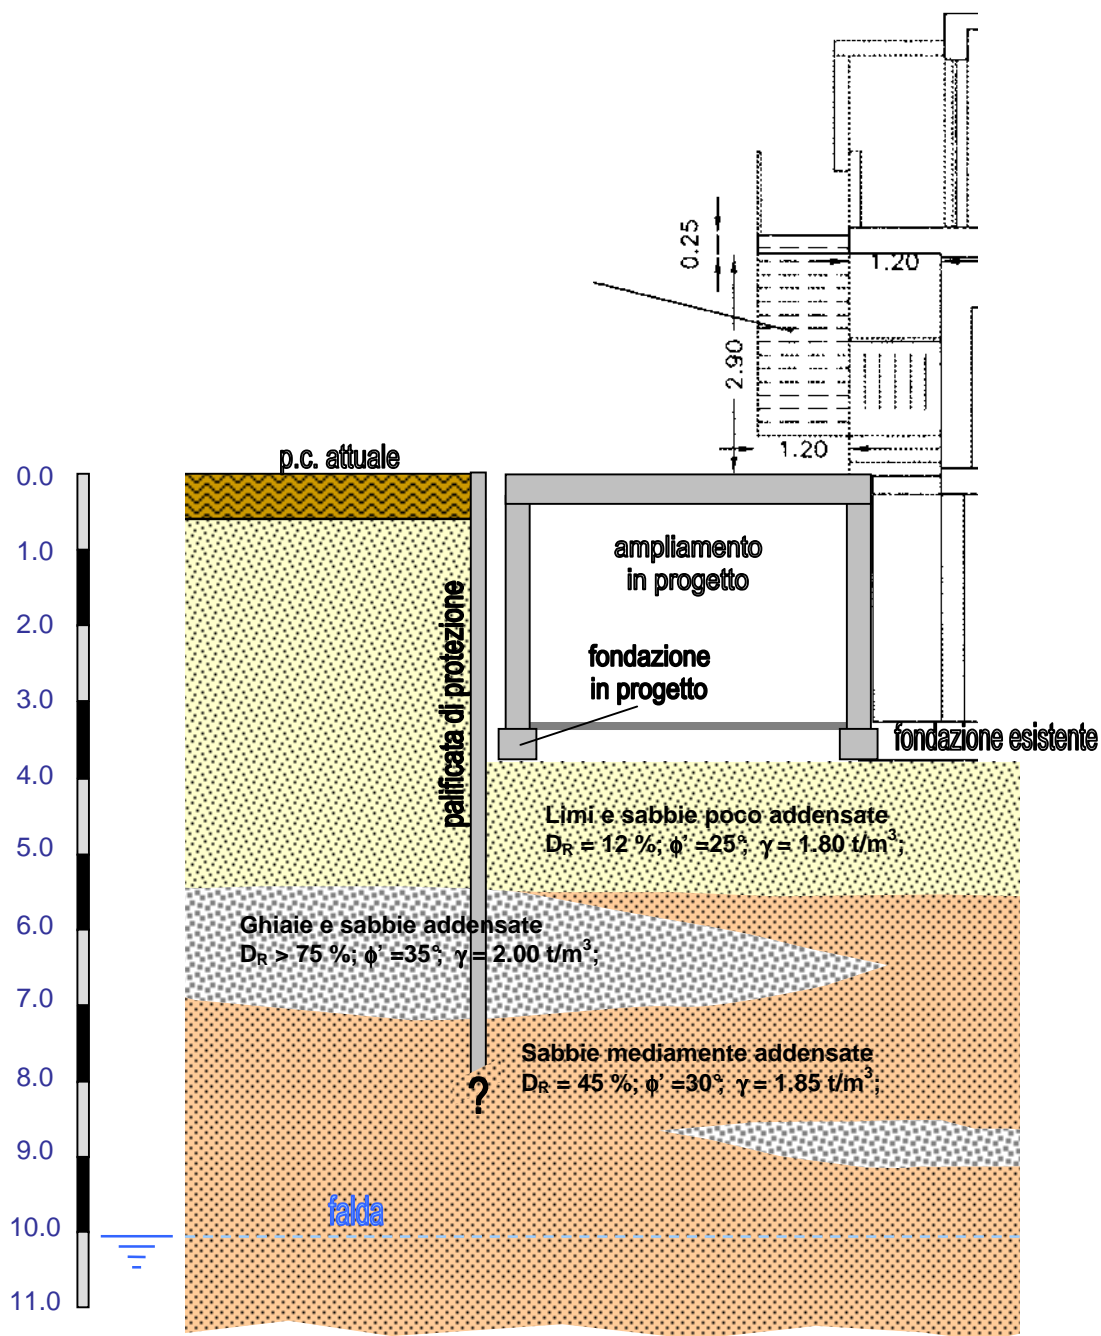 0.25
1.20
2.90
1.20
p.c. attuale
0.0
1.0
2.0
3.0
4.0
5.0
6.0
7.0
8.0
9.0
10.0
11.0
palificata di protezione
ampliamento
in progetto
fondazione
in progetto
fondazione esistente
Limi e sabbie poco addensate
D_R = 12 %; ϕ' =25°; γ = 1.80 t/m³;
Ghiaie e sabbie addensate
D_R > 75 %; ϕ' =35°; γ = 2.00 t/m³;
Sabbie mediamente addensate
D_R = 45 %; ϕ' =30°; γ = 1.85 t/m³;
?
falda